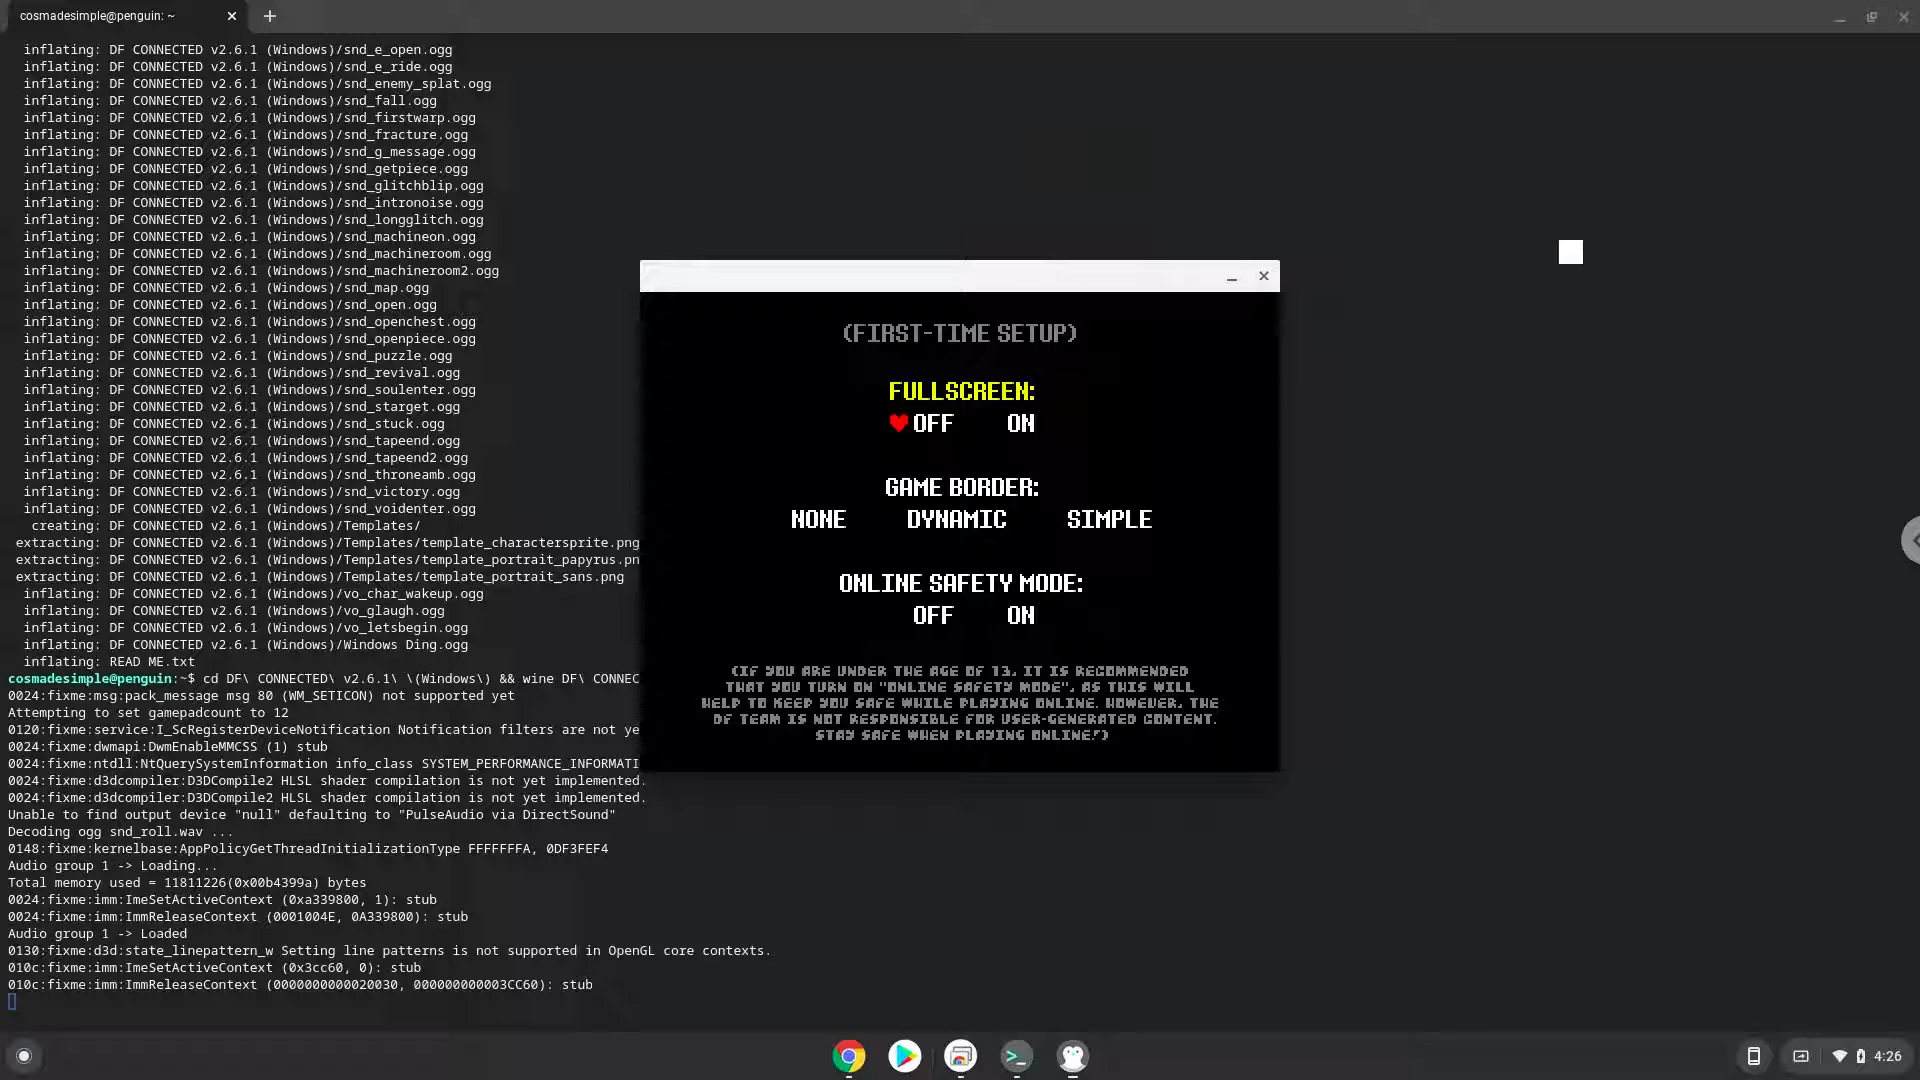 cosmadesimple@penguin: ~
inflating: DF CONNECTED v2.6.1 (Windows)/snd_e_open.ogg
inflating: DF CONNECTED v2.6.1 (Windows)/snd_e_ride.ogg
inflating: DF CONNECTED v2.6.1 (Windows)/snd_enemy_splat.ogg
inflating: DF CONNECTED v2.6.1 (Windows)/snd_fall.ogg
inflating: DF CONNECTED v2.6.1 (Windows)/snd_firstwarp.ogg
inflating: DF CONNECTED v2.6.1 (Windows)/snd_fracture.ogg
inflating: DF CONNECTED v2.6.1 (Windows)/snd_g_message.ogg
inflating: DF CONNECTED v2.6.1 (Windows)/snd_getpiece.ogg
inflating: DF CONNECTED v2.6.1 (Windows)/snd_glitchblip.ogg
inflating: DF CONNECTED v2.6.1 (Windows)/snd_intronoise.ogg
inflating: DF CONNECTED v2.6.1 (Windows)/snd_longglitch.ogg
inflating: DF CONNECTED v2.6.1 (Windows)/snd_machineon.ogg
inflating: DF CONNECTED v2.6.1 (Windows)/snd_machineroom.ogg
inflating: DF CONNECTED v2.6.1 (Windows)/snd_machineroom2.ogg
inflating: DF CONNECTED v2.6.1 (Windows)/snd_map.ogg
inflating: DF CONNECTED v2.6.1 (Windows)/snd_open.ogg
inflating: DF CONNECTED v2.6.1 (Windows)/snd_openchest.ogg
inflating: DF CONNECTED v2.6.1 (Windows)/snd_openpiece.ogg
inflating: DF CONNECTED v2.6.1 (Windows)/snd_puzzle.ogg
inflating: DF CONNECTED v2.6.1 (Windows)/snd_revival.ogg
inflating: DF CONNECTED v2.6.1 (Windows)/snd_soulenter.ogg
inflating: DF CONNECTED v2.6.1 (Windows)/snd_starget.ogg
inflating: DF CONNECTED v2.6.1 (Windows)/snd_stuck.ogg
inflating: DF CONNECTED v2.6.1 (Windows)/snd_tapeend.ogg
inflating: DF CONNECTED v2.6.1 (Windows)/snd_tapeend2.ogg
inflating: DF CONNECTED v2.6.1 (Windows)/snd_throneamb.ogg
inflating: DF CONNECTED v2.6.1 (Windows)/snd_victory.ogg
inflating: DF CONNECTED v2.6.1 (Windows)/snd_voidenter.ogg
creating: DF CONNECTED v2.6.1 (Windows)/Templates/
extracting: DF CONNECTED v2.6.1 (Windows)/Templates/template_charactersprite.png
extracting: DF CONNECTED v2.6.1 (Windows)/Templates/template_portrait_papyrus.pn
extracting: DF CONNECTED v2.6.1 (Windows)/Templates/template_portrait_sans.png
inflating: DF CONNECTED v2.6.1 (Windows)/vo_char_wakeup.ogg
inflating: DF CONNECTED v2.6.1 (Windows)/vo_glaugh.ogg
inflating: DF CONNECTED v2.6.1 (Windows)/vo_letsbegin.ogg
inflating: DF CONNECTED v2.6.1 (Windows)/Windows Ding.ogg
inflating: READ ME.txt
cosmadesimple@penguin:~$ cd DF\ CONNECTED\ v2.6.1\ \(Windows\) && wine DF\ CONNEC
0024:fixme:msg:pack_message msg 80 (WM_SETICON) not supported yet
Attempting to set gamepadcount to 12
0120:fixme:service:I_ScRegisterDeviceNotification Notification filters are not ye
0024:fixme:dwmapi:DwmEnableMMCSS (1) stub
0024:fixme:ntdll:NtQuerySystemInformation info_class SYSTEM_PERFORMANCE_INFORMATI
0024:fixme:d3dcompiler:D3DCompile2 HLSL shader compilation is not yet implemented.
0024:fixme:d3dcompiler:D3DCompile2 HLSL shader compilation is not yet implemented.
Unable to find output device "null" defaulting to "PulseAudio via DirectSound"
Decoding ogg snd_roll.wav ...
0148:fixme:kernelbase:AppPolicyGetThreadInitializationType FFFFFFFA, 0DF3FEF4
Audio group 1 -> Loading...
Total memory used = 11811226(0x00b4399a) bytes
0024:fixme:imm:ImeSetActiveContext (0xa339800, 1): stub
0024:fixme:imm:ImmReleaseContext (0001004E, 0A339800): stub
Audio group 1 -> Loaded
0130:fixme:d3d:state_linepattern_w Setting line patterns is not supported in OpenGL core contexts.
010c:fixme:imm:ImeSetActiveContext (0x3cc60, 0): stub
010c:fixme:imm:ImmReleaseContext (0000000000020030, 000000000003CC60): stub
(FIRST-TIME SETUP)
FULLSCREEN:
OFF ON
GAME BORDER:
NONE DYNAMIC SIMPLE
ONLINE SAFETY MODE:
OFF ON
(IF YOU ARE UNDER THE AGE OF 13, IT IS RECOMMENDED
THAT YOU TURN ON "ONLINE SAFETY MODE", AS THIS WILL
HELP TO KEEP YOU SAFE WHILE PLAYING ONLINE. HOWEVER, THE
DF TEAM IS NOT RESPONSIBLE FOR USER-GENERATED CONTENT.
STAY SAFE WHEN PLAYING ONLINE!)
4:26